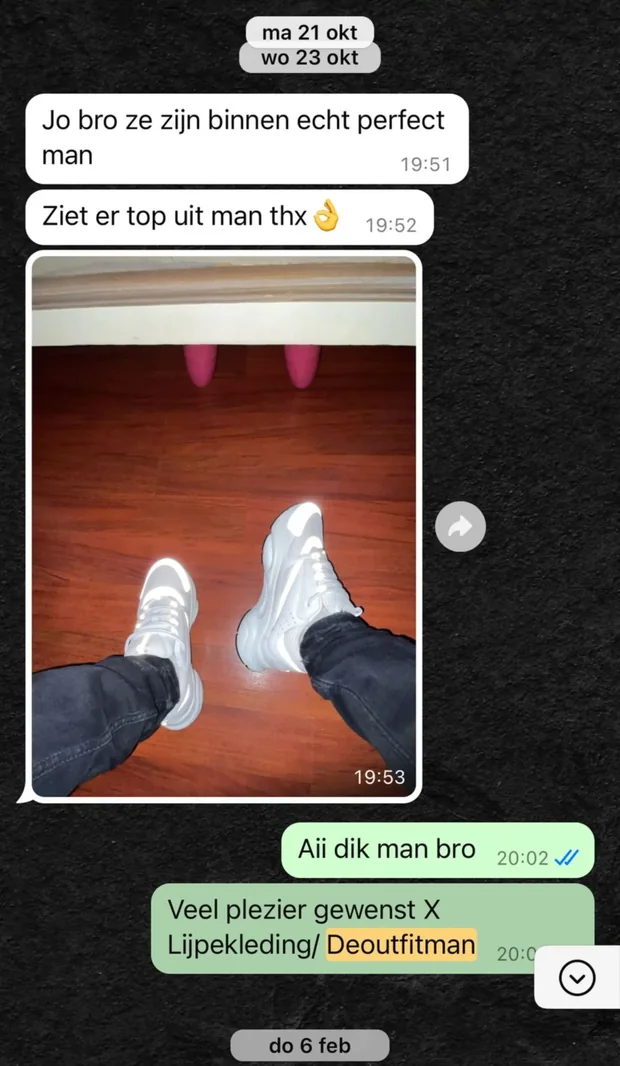 ma 21 okt
wo 23 okt
Jo bro ze zijn binnen echt perfect
man
19:51
Ziet er top uit man thx👌
19:52
19:53
Aii dik man bro
20:02
Veel plezier gewenst X
Lijpekleding/ Deoutfitman
do 6 feb